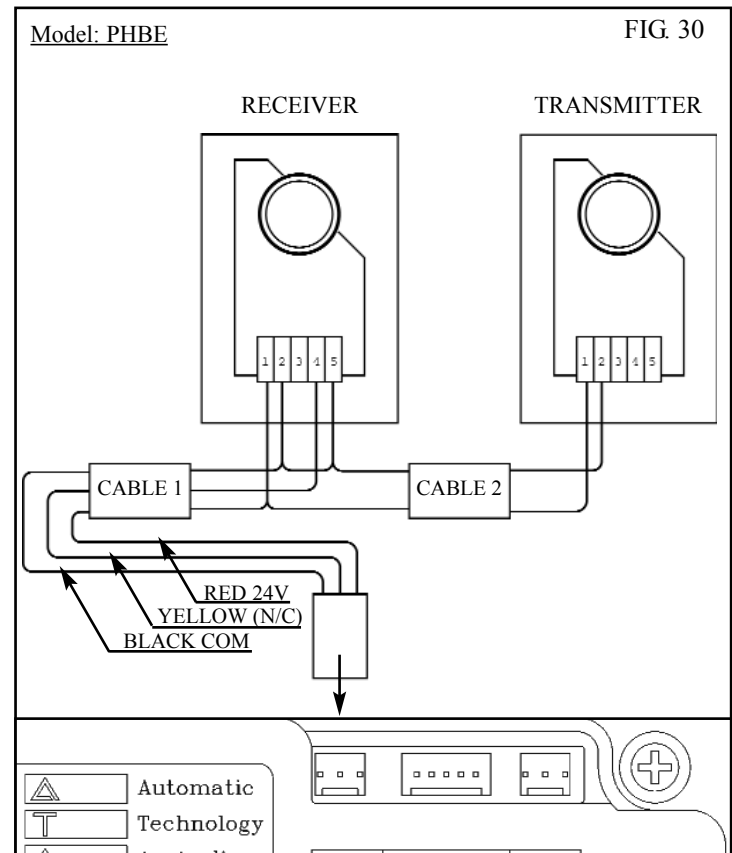 Model: PHBE
FIG. 30
RECEIVER
TRANSMITTER
1 2 3 4 5
1 2 3 4 5
CABLE 1
CABLE 2
RED 24V
YELLOW (N/C)
BLACK COM
Automatic
T Technology